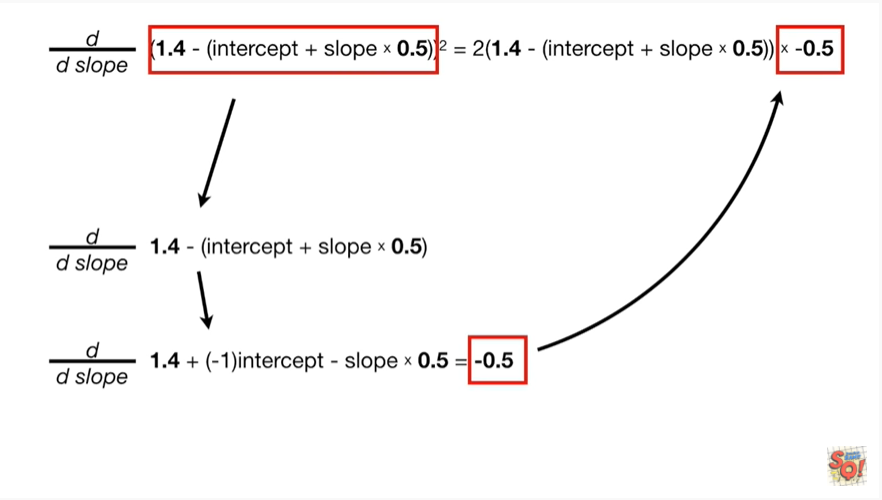 d/d slope (1.4 - (intercept + slope × 0.5))² = 2(1.4 - (intercept + slope × 0.5)) × -0.5
d/d slope 1.4 - (intercept + slope × 0.5)
d/d slope 1.4 + (-1)intercept - slope × 0.5 = -0.5
SQ!